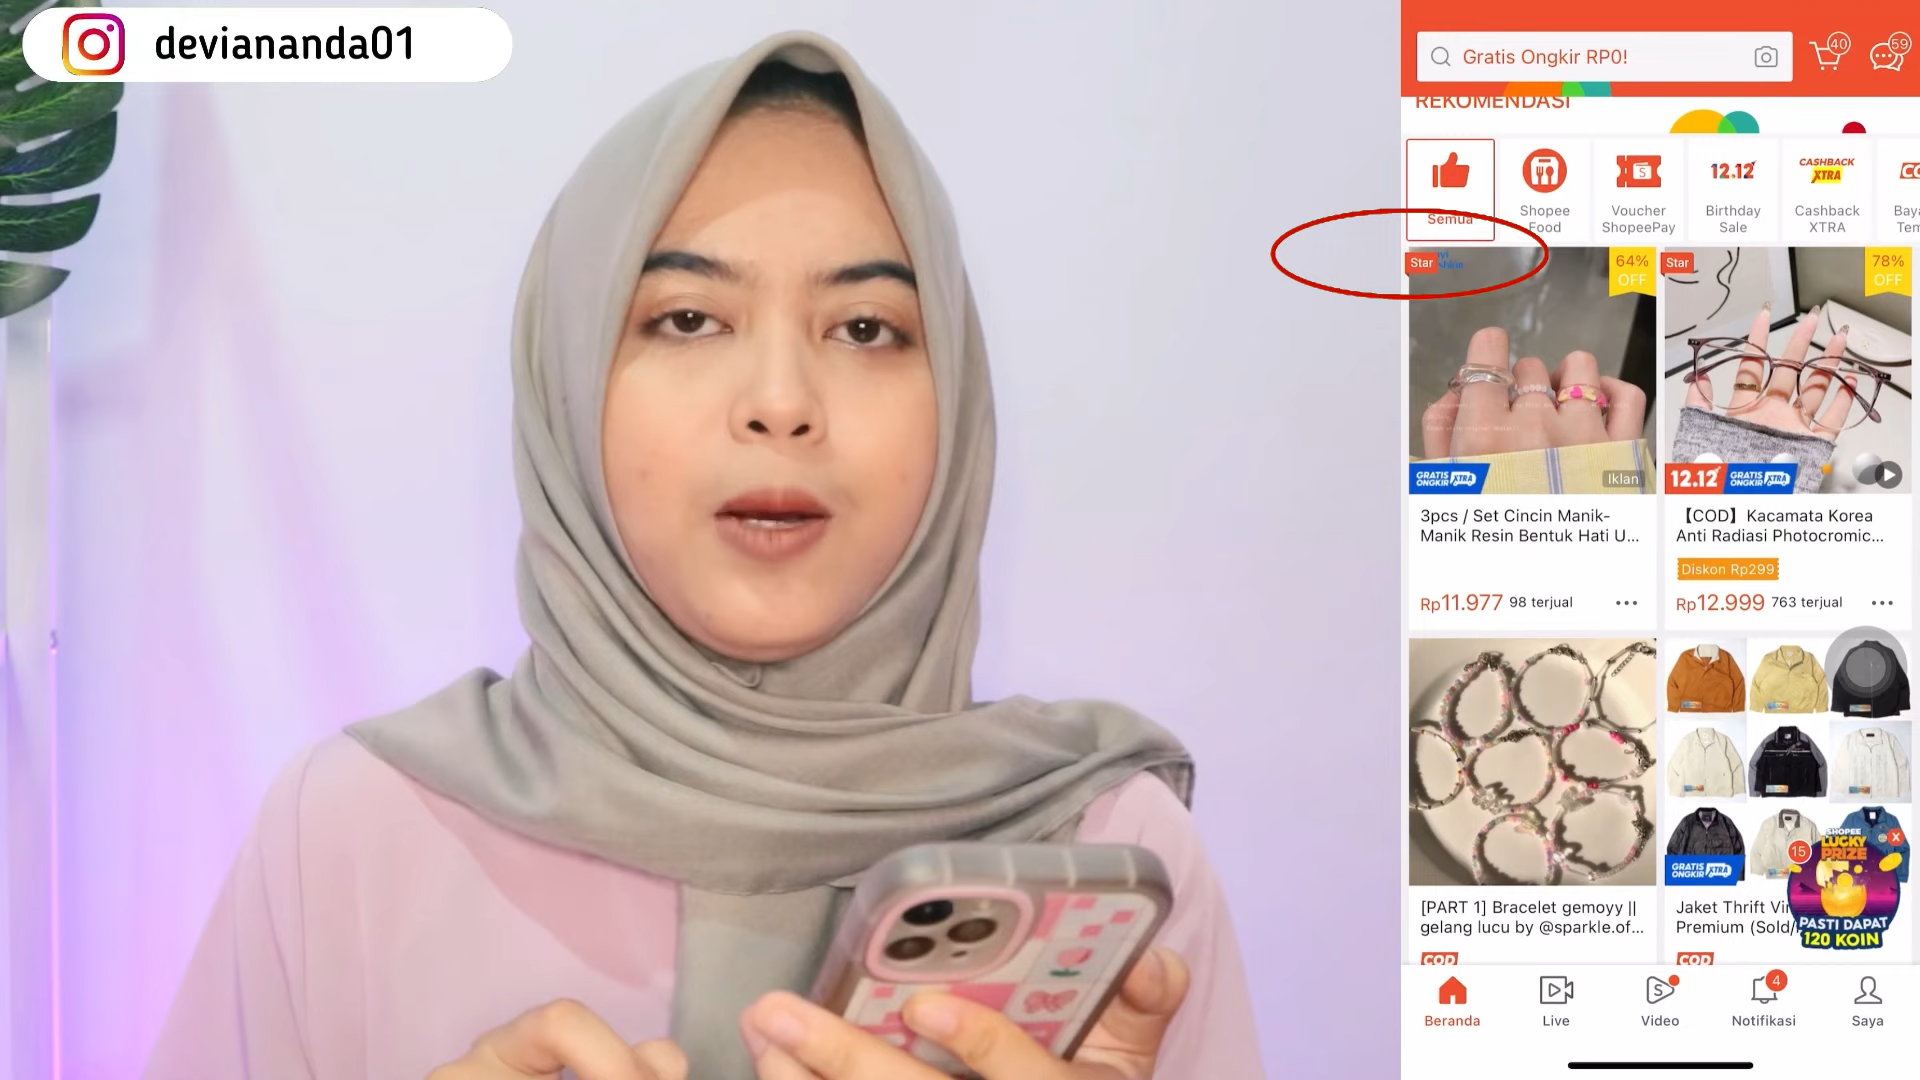 deviananda01
Gratis Ongkir RP0!
40
59
REKOMENDASI
Semua
Shopee
Food
Voucher
ShopeePay
12.12
Birthday
Sale
CASHBACK
XTRA
Cashback
XTRA
Star
64%
OFF
GRATIS
ONGKIR XTRA
Iklan
3pcs / Set Cincin Manik-
Manik Resin Bentuk Hati U...
Rp11.977 98 terjual
Star
78%
OFF
12.12 GRATIS
ONGKIR XTRA
【COD】Kacamata Korea
Anti Radiasi Photocromic...
Diskon Rp299
Rp12.999 763 terjual
[PART 1] Bracelet gemoyy ||
gelang lucu by @sparkle.of...
COD
GRATIS
ONGKIR XTRA
Jaket Thrift
Premium (Sold/
COD
15
SHOPEE
LUCKY
PRIZE
X
PASTI DAPAT
120 KOIN
Beranda
Live
Video
4
Notifikasi
Saya